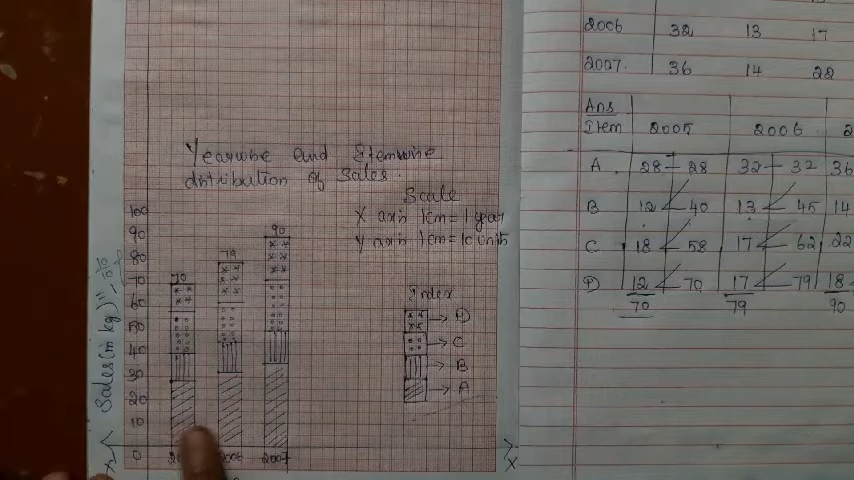 Yearwise and Itemwise
distribution of Sales.
Scale
X axis 1cm = 1 year
Y axis 1cm = 10 units
100
90
80
70
60
50
40
30
20
10
0
Sales (in kg)
70
79
90
2006
2007
X
Index
D
C
B
A
2006 32 13 17
2007. 36 14 22
Ans
Item 2005 2006
A. 28 28 32 32 36
B 12 40 13 45 14
C 18 58 17 62 22
D 12 70 17 79 18
70 79 90